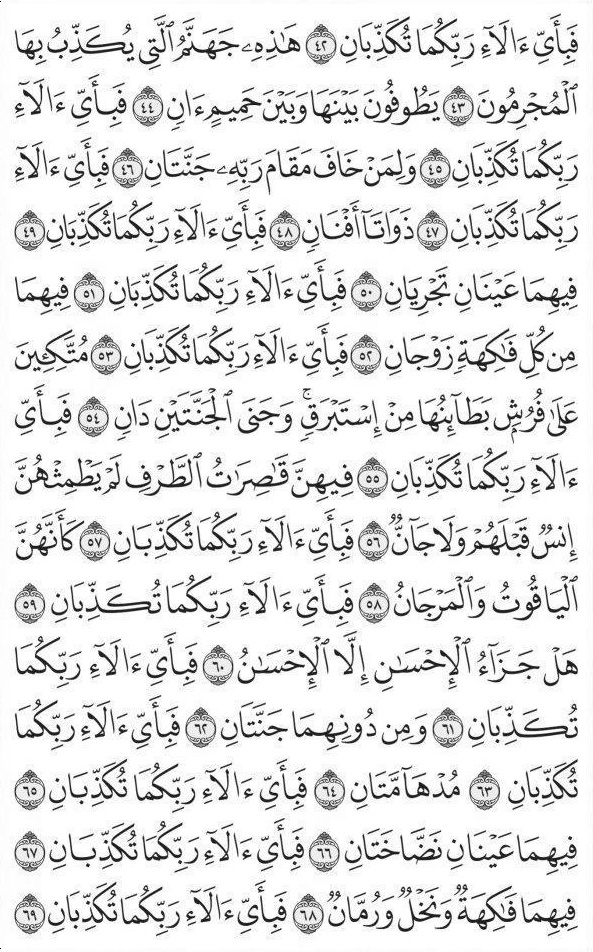 فَبِأَيِّ ءَالَآءِ رَبِّكُمَا تُكَذِّبَانِ ٤٢ هَٰذِهِۦ جَهَنَّمُ ٱلَّتِي يُكَذِّبُ بِهَا
ٱلْمُجْرِمُونَ ٤٣ يَطُوفُونَ بَيْنَهَا وَبَيْنَ حَمِيمٍ ءَانٍ ٤٤ فَبِأَيِّ ءَالَآءِ
رَبِّكُمَا تُكَذِّبَانِ ٤٥ وَلِمَنْ خَافَ مَقَامَ رَبِّهِۦ جَنَّتَانِ ٤٦ فَبِأَيِّ ءَالَآءِ
رَبِّكُمَا تُكَذِّبَانِ ٤٧ ذَوَاتَآ أَفْنَانٍ ٤٨ فَبِأَيِّ ءَالَآءِ رَبِّكُمَا تُكَذِّبَانِ ٤٩
فِيهِمَا عَيْنَانِ تَجْرِيَانِ ٥٠ فَبِأَيِّ ءَالَآءِ رَبِّكُمَا تُكَذِّبَانِ ٥١ فِيهِمَا
مِن كُلِّ فَٰكِهَةٍ زَوْجَانِ ٥٢ فَبِأَيِّ ءَالَآءِ رَبِّكُمَا تُكَذِّبَانِ ٥٣ مُتَّكِـِٔينَ
عَلَىٰ فُرُشٍۭ بَطَآئِنُهَا مِنْ إِسْتَبْرَقٍۚ وَجَنَى ٱلْجَنَّتَيْنِ دَانٍ ٥٤ فَبِأَيِّ
ءَالَآءِ رَبِّكُمَا تُكَذِّبَانِ ٥٥ فِيهِنَّ قَٰصِرَٰتُ ٱلطَّرْفِ لَمْ يَطْمِثْهُنَّ
إِنسٌ قَبْلَهُمْ وَلَا جَآنٌّ ٥٦ فَبِأَيِّ ءَالَآءِ رَبِّكُمَا تُكَذِّبَانِ ٥٧ كَأَنَّهُنَّ
ٱلْيَاقُوتُ وَٱلْمَرْجَانُ ٥٨ فَبِأَيِّ ءَالَآءِ رَبِّكُمَا تُكَذِّبَانِ ٥٩
هَلْ جَزَآءُ ٱلْإِحْسَٰنِ إِلَّا ٱلْإِحْسَٰنُ ٦٠ فَبِأَيِّ ءَالَآءِ رَبِّكُمَا
تُكَذِّبَانِ ٦١ وَمِن دُونِهِمَا جَنَّتَانِ ٦٢ فَبِأَيِّ ءَالَآءِ رَبِّكُمَا
تُكَذِّبَانِ ٦٣ مُدْهَآمَّتَانِ ٦٤ فَبِأَيِّ ءَالَآءِ رَبِّكُمَا تُكَذِّبَانِ ٦٥
فِيهِمَا عَيْنَانِ نَضَّاخَتَانِ ٦٦ فَبِأَيِّ ءَالَآءِ رَبِّكُمَا تُكَذِّبَانِ ٦٧
فِيهِمَا فَٰكِهَةٌ وَنَخْلٌ وَرُمَّانٌ ٦٨ فَبِأَيِّ ءَالَآءِ رَبِّكُمَا تُكَذِّبَانِ ٦٩